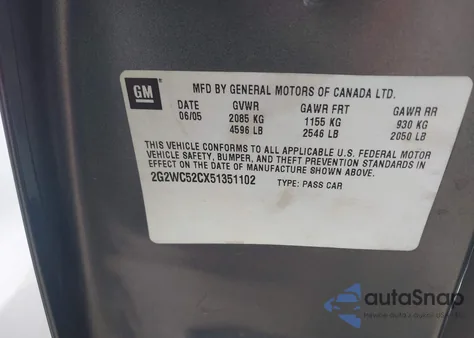 GM
MFD BY GENERAL MOTORS OF CANADA LTD.
DATE GVWR GAWR FRT GAWR RR
06/05 2085 KG 1155 KG 930 KG
4596 LB 2546 LB 2050 LB
THIS VEHICLE CONFORMS TO ALL APPLICABLE U.S. FEDERAL MOTOR
VEHICLE SAFETY, BUMPER, AND THEFT PREVENTION STANDARDS IN
EFFECT ON THE DATE OF MANUFACTURE SHOWN ABOVE.
2G2WC52CX51351102 TYPE: PASS CAR
autaSnap